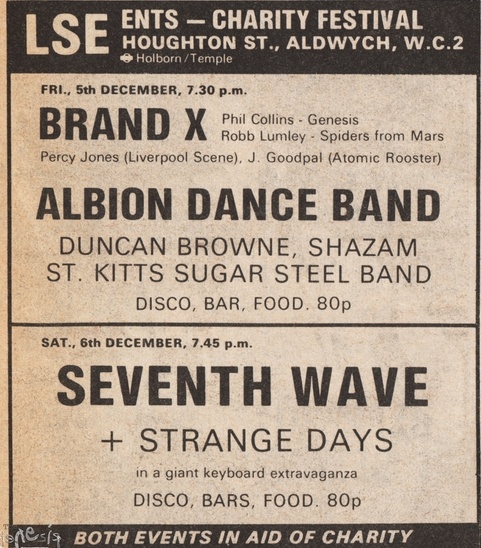 LSE ENTS – CHARITY FESTIVAL
HOUGHTON ST., ALDWYCH, W.C.2
Holborn/Temple
FRI., 5th DECEMBER, 7.30 p.m.
BRAND X Phil Collins - Genesis
Robb Lumley - Spiders from Mars
Percy Jones (Liverpool Scene), J. Goodpal (Atomic Rooster)
ALBION DANCE BAND
DUNCAN BROWNE, SHAZAM
ST. KITTS SUGAR STEEL BAND
DISCO, BAR, FOOD. 80p
SAT., 6th DECEMBER, 7.45 p.m.
SEVENTH WAVE
+ STRANGE DAYS
in a giant keyboard extravaganza
DISCO, BARS, FOOD. 80p
BOTH EVENTS IN AID OF CHARITY